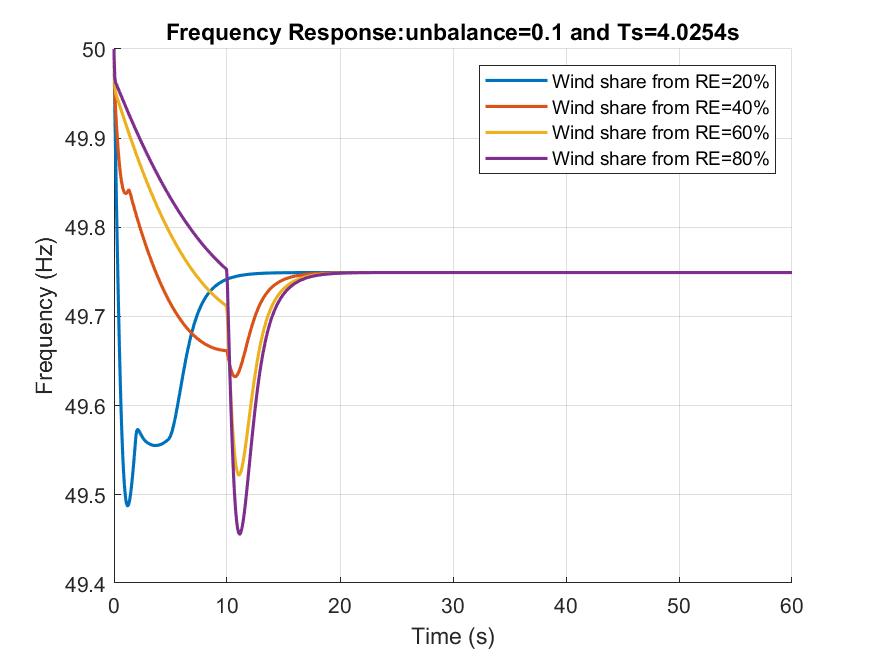 Frequency Response:unbalance=0.1 and Ts=4.0254s
Wind share from RE=20%
Wind share from RE=40%
Wind share from RE=60%
Wind share from RE=80%
Frequency (Hz)
50
49.9
49.8
49.7
49.6
49.5
49.4
0 10 20 30 40 50 60
Time (s)